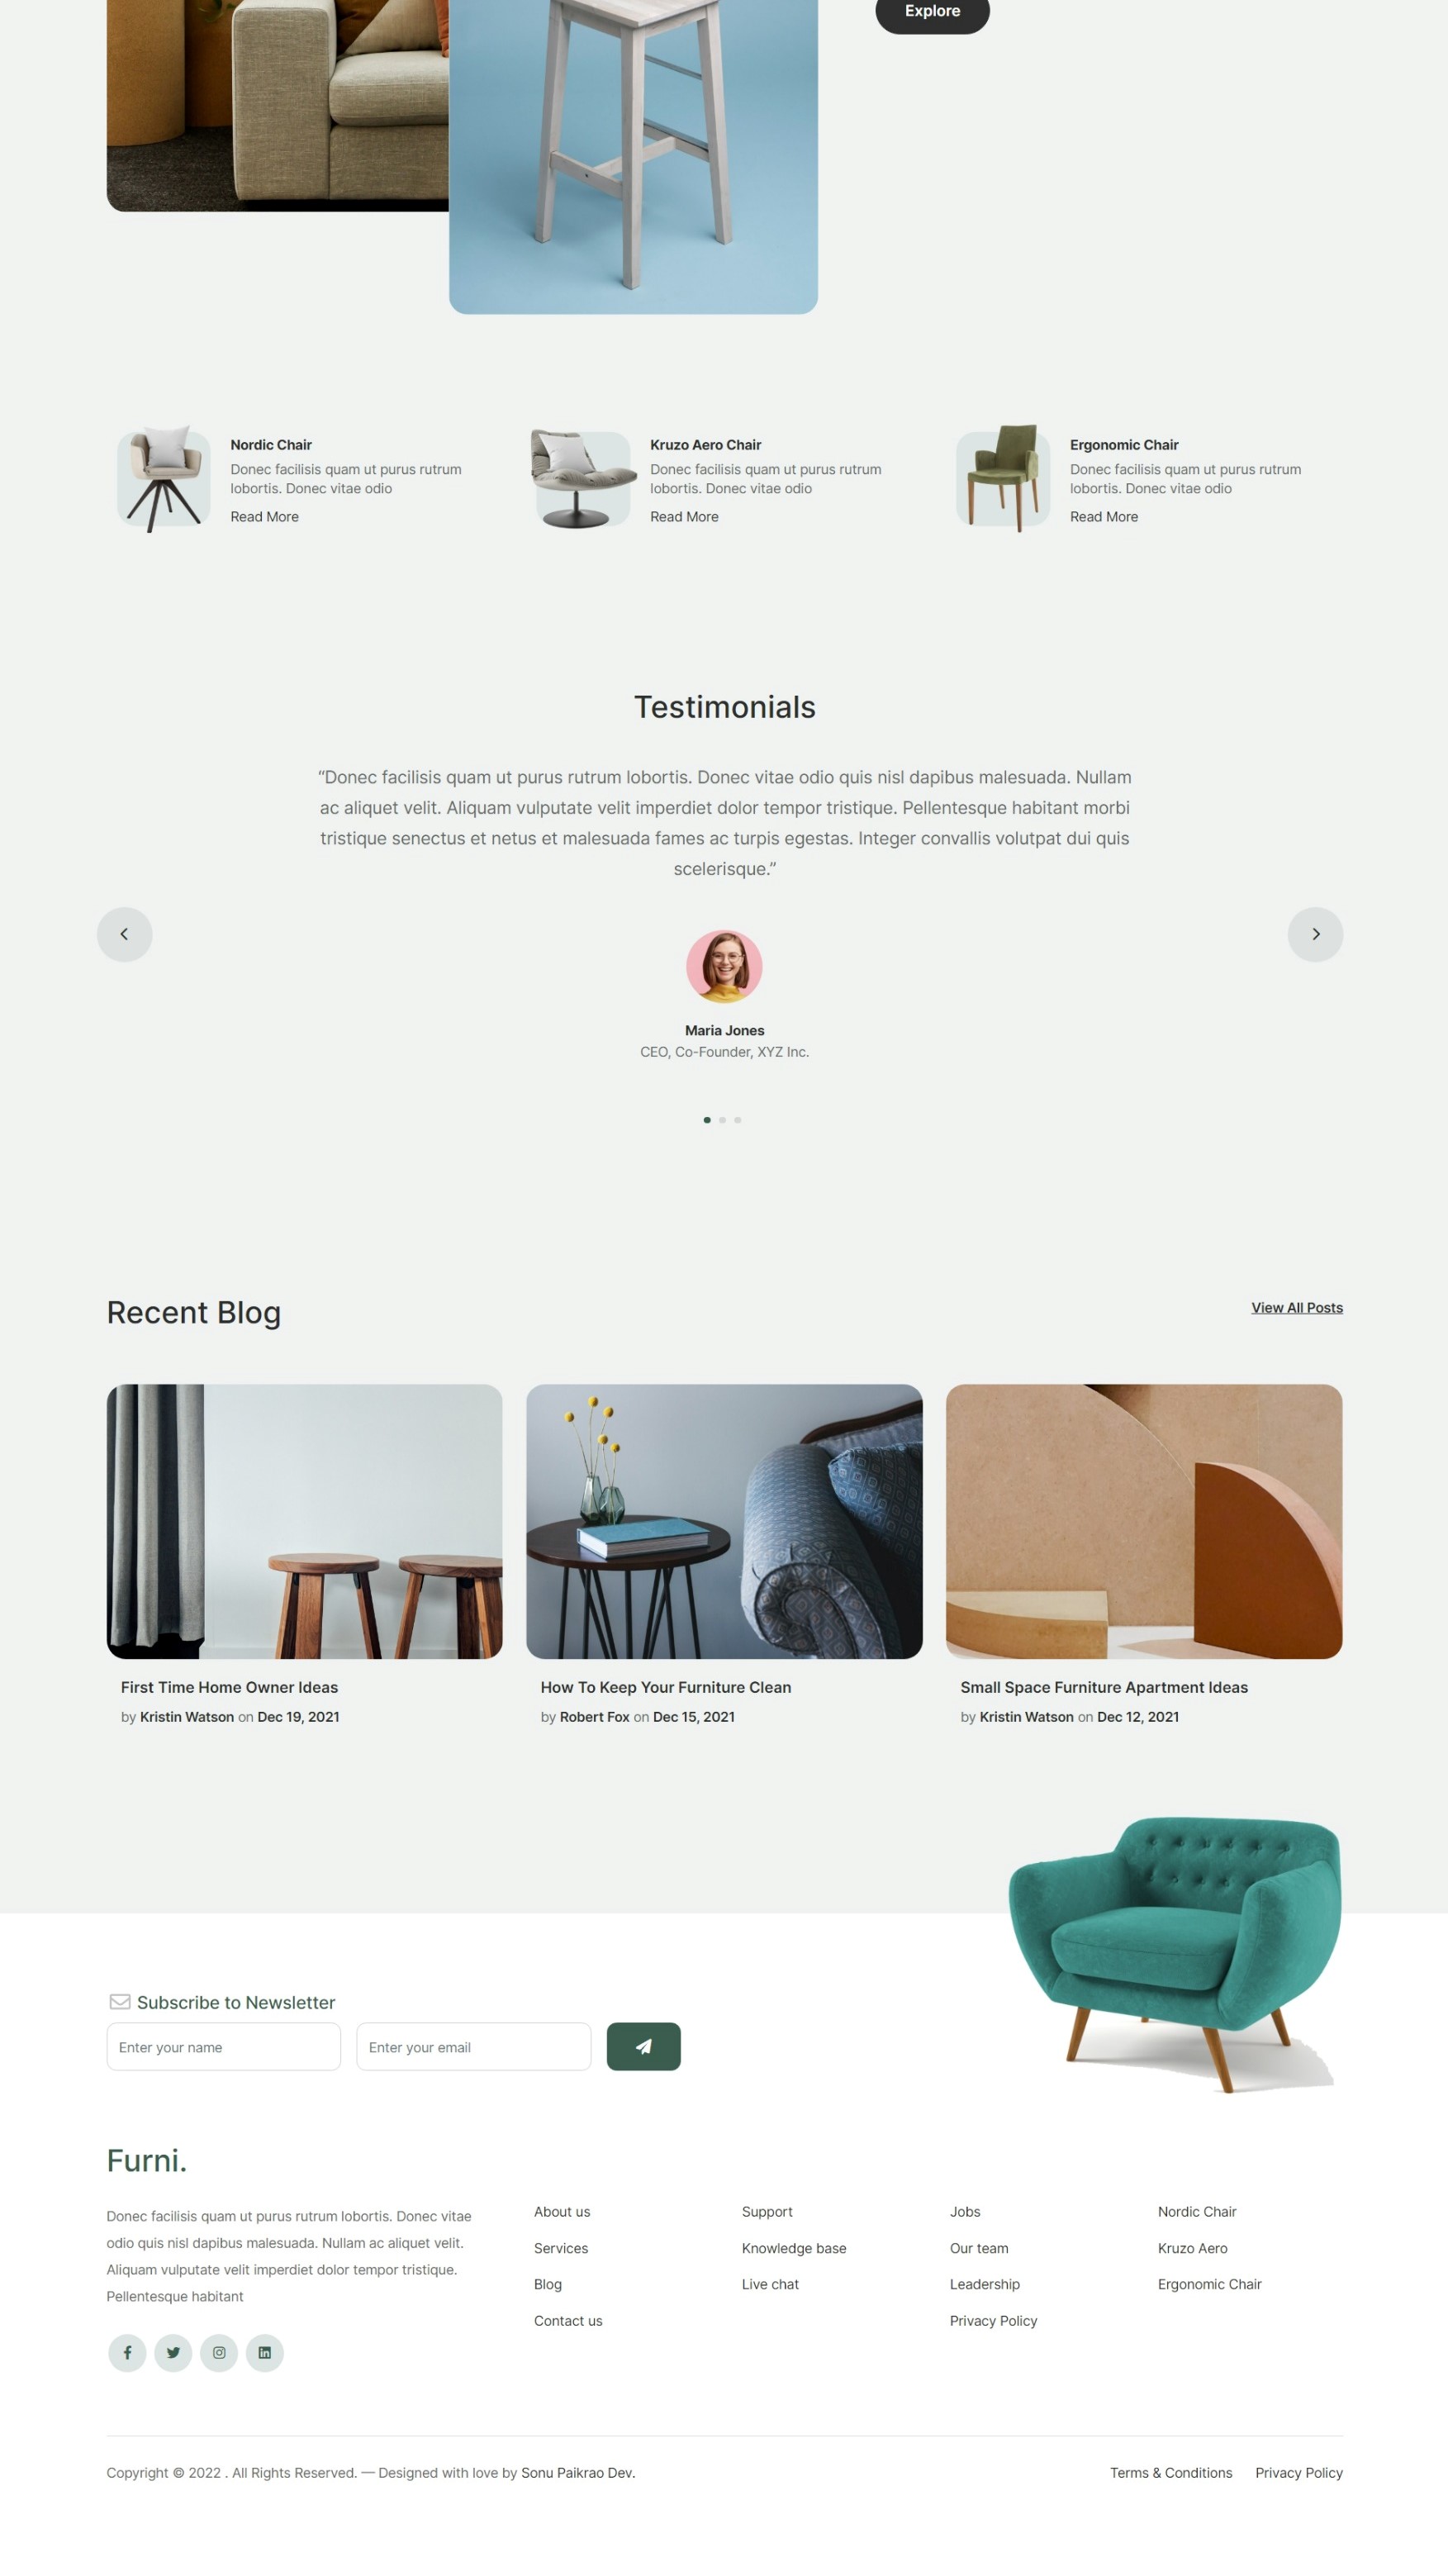 Explore
Nordic Chair
Donec facilisis quam ut purus rutrum
lobortis. Donec vitae odio
Read More
Kruzo Aero Chair
Donec facilisis quam ut purus rutrum
lobortis. Donec vitae odio
Read More
Ergonomic Chair
Donec facilisis quam ut purus rutrum
lobortis. Donec vitae odio
Read More
Testimonials
“Donec facilisis quam ut purus rutrum lobortis. Donec vitae odio quis nisl dapibus malesuada. Nullam
ac aliquet velit. Aliquam vulputate velit imperdiet dolor tempor tristique. Pellentesque habitant morbi
tristique senectus et netus et malesuada fames ac turpis egestas. Integer convallis volutpat dui quis
scelerisque.”
Maria Jones
CEO, Co-Founder, XYZ Inc.
Recent Blog
View All Posts
First Time Home Owner Ideas
by Kristin Watson on Dec 19, 2021
How To Keep Your Furniture Clean
by Robert Fox on Dec 15, 2021
Small Space Furniture Apartment Ideas
by Kristin Watson on Dec 12, 2021
Subscribe to Newsletter
Enter your name
Enter your email
Furni.
Donec facilisis quam ut purus rutrum lobortis. Donec vitae
odio quis nisl dapibus malesuada. Nullam ac aliquet velit.
Aliquam vulputate velit imperdiet dolor tempor tristique.
Pellentesque habitant
About us
Services
Blog
Contact us
Support
Knowledge base
Live chat
Jobs
Our team
Leadership
Privacy Policy
Nordic Chair
Kruzo Aero
Ergonomic Chair
Copyright © 2022 . All Rights Reserved. — Designed with love by Sonu Paikrao Dev.
Terms & Conditions
Privacy Policy